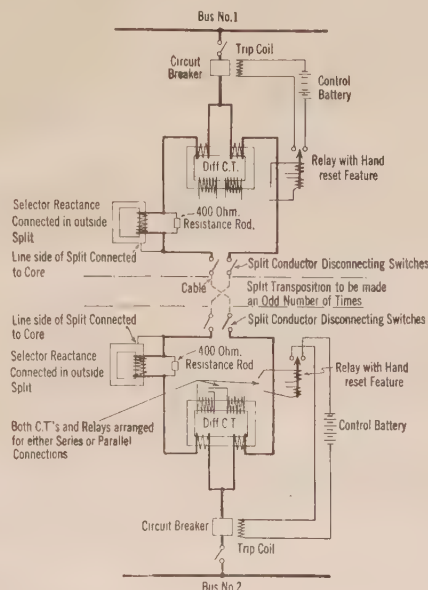 Bus No.1
Trip Coil
Circuit
Breaker
Control
Battery
Diff C.T.
Relay with Hand
reset Feature
Selector Reactance
Connected in outside
Split
400 Ohm.
Resistance Rod.
Line side of Split Connected
to Core
Split Conductor Disconnecting Switches
Cable
Split Transposition to be made
an Odd Number of Times
Line side of Split Connected
to Core
Split Conductor Disconnecting Switches
Selector Reactance
Connected in outside
Split
400 Ohm.
Resistance Rod
Relay with Hand
reset Feature
Both C.T's and Relays arranged
for either Series or Parallel
Connections
Diff C.T
Control Battery
Circuit Breaker
Trip Coil
Bus No.2